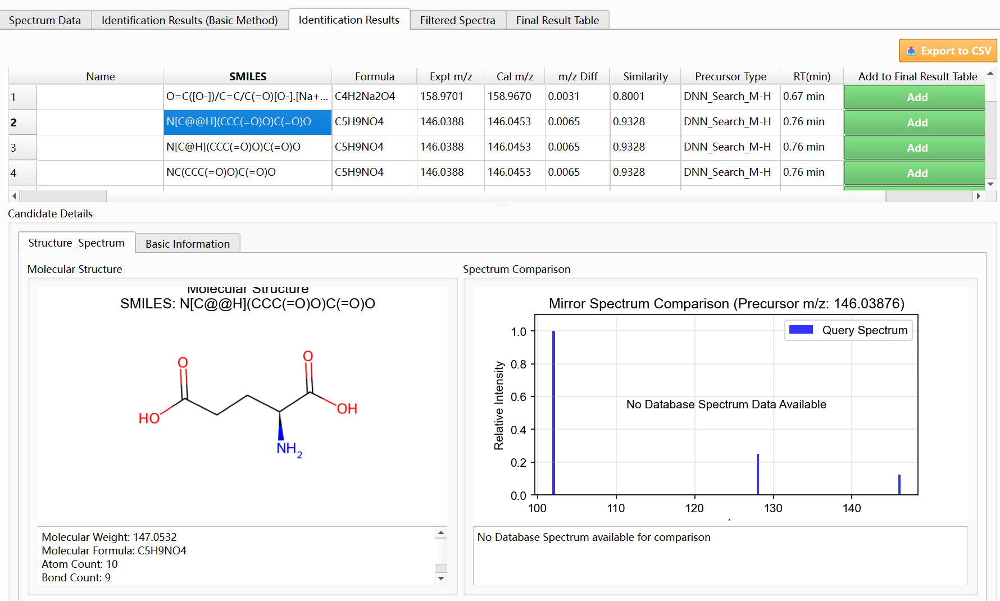 Spectrum Data Identification Results (Basic Method) Identification Results Filtered Spectra Final Result Table
Export to CSV
Name SMILES Formula Expt m/z Cal m/z m/z Diff Similarity Precursor Type RT(min) Add to Final Result Table
1 O=C([O-])/C=C/C(=O)[O-].[Na+... C4H2Na2O4 158.9701 158.9670 0.0031 0.8001 DNN_Search_M-H 0.67 min Add
2 N[C@@H](CCC(=O)O)C(=O)O C5H9NO4 146.0388 146.0453 0.0065 0.9328 DNN_Search_M-H 0.76 min Add
3 N[C@H](CCC(=O)O)C(=O)O C5H9NO4 146.0388 146.0453 0.0065 0.9328 DNN_Search_M-H 0.76 min Add
4 NC(CCC(=O)O)C(=O)O C5H9NO4 146.0388 146.0453 0.0065 0.9328 DNN_Search_M-H 0.76 min Add
Candidate Details
Structure_Spectrum Basic Information
Molecular Structure
Molecular Structure
SMILES: N[C@@H](CCC(=O)O)C(=O)O
O
O
HO
OH
NH2
Molecular Weight: 147.0532
Molecular Formula: C5H9NO4
Atom Count: 10
Bond Count: 9
Spectrum Comparison
Mirror Spectrum Comparison (Precursor m/z: 146.03876)
Query Spectrum
Relative Intensity
1.0
0.8
0.6
0.4
0.2
0.0
No Database Spectrum Data Available
100 110 120 130 140
No Database Spectrum available for comparison